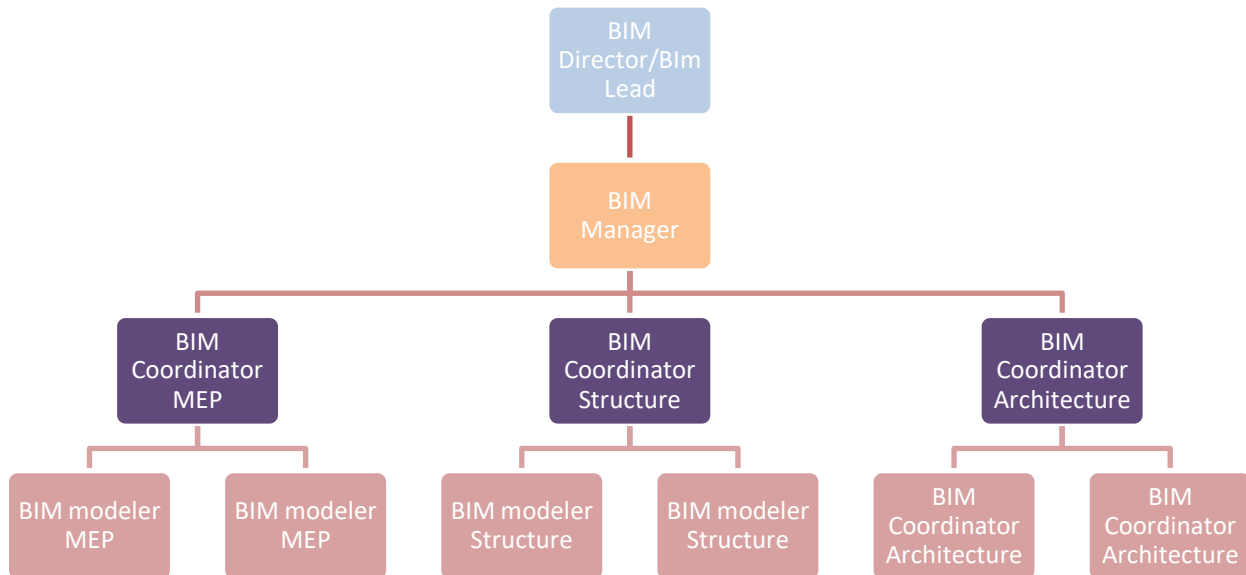 BIM
Director/BIm
Lead
BIM
Manager
BIM
Coordinator
MEP
BIM
Coordinator
Structure
BIM
Coordinator
Architecture
BIM modeler
MEP
BIM modeler
MEP
BIM modeler
Structure
BIM modeler
Structure
BIM
Coordinator
Architecture
BIM
Coordinator
Architecture